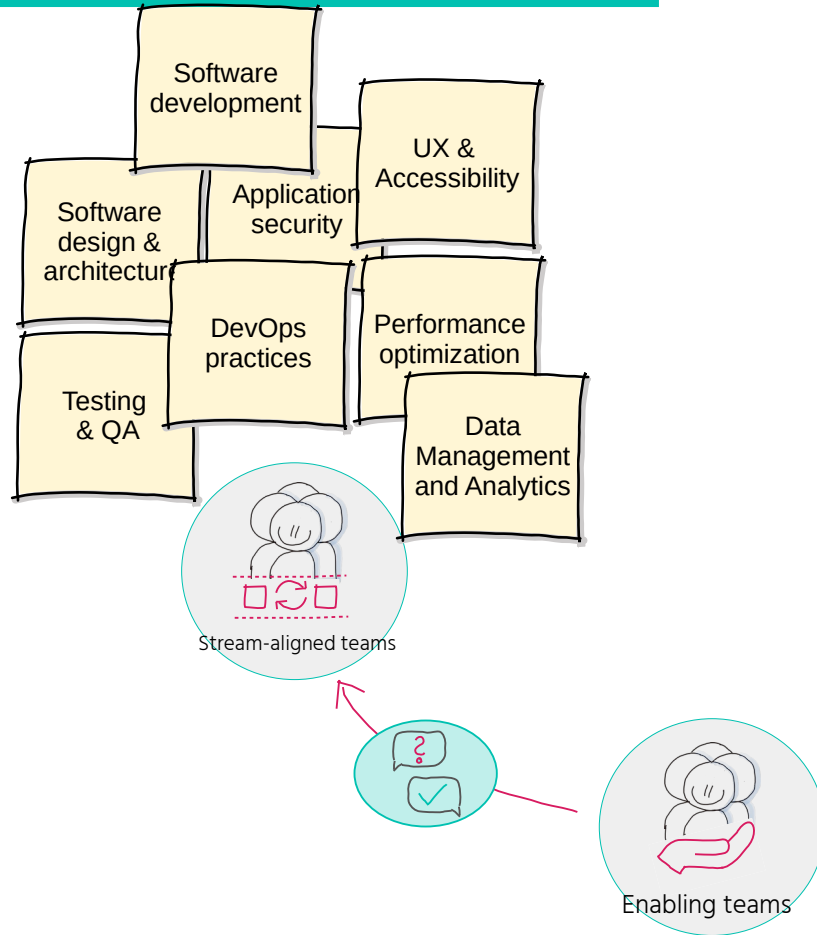 Software
development
UX &
Accessibility
Application
security
Software
design &
architecture
DevOps
practices
Performance
optimization
Testing
& QA
Data
Management
and Analytics
Stream-aligned teams
?
Enabling teams